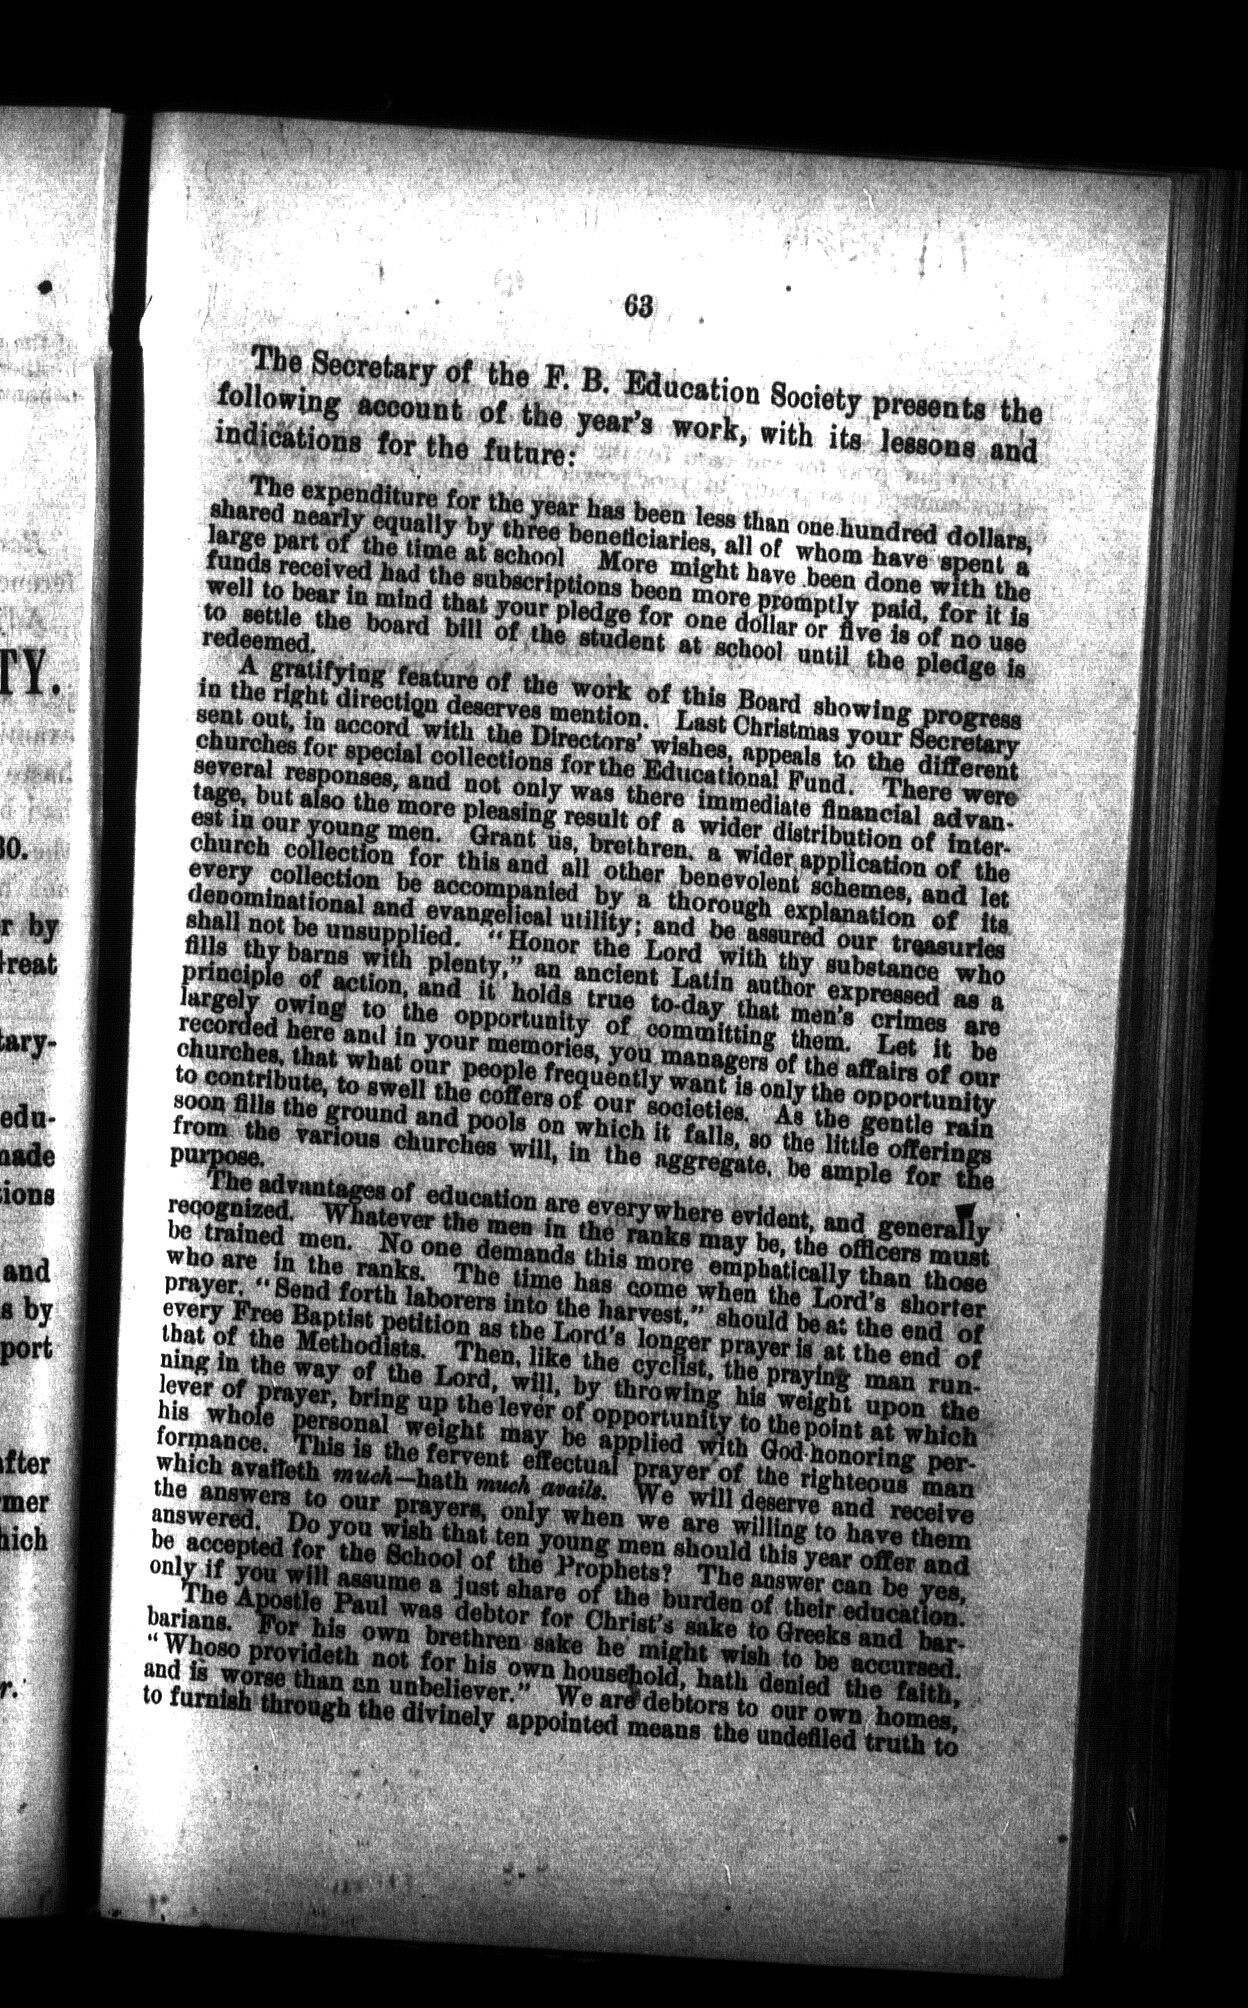 TY.
30.
r by
reat
tary-
edu-
made
tions
and
s by
port
after
mer
hich
r.
63
The Secretary of the F. B. Education Society presents the
following account of the year's work, with its lessons and
indications for the future:
The expenditure for the year has been less than one hundred dollars,
shared nearly equally by three beneficiaries, all of whom have spent a
large part of the time at school More might have been done with the
funds received had the subscriptions been more promptly paid, for it is
well to bear in mind that your pledge for one dollar or five is of no use
to settle the board bill of the student at school until the pledge is
redeemed.
A gratifying feature of the work of this Board showing progress
in the right direction deserves mention. Last Christmas your Secretary
sent out, in accord with the Directors' wishes, appeals to the different
churches for special collections for the Educational Fund. There were
several responses, and not only was there immediate financial advan-
tage, but also the more pleasing result of a wider distribution of inter-
est in our young men. Grant us, brethren, a wider application of the
church collection for this and all other benevolent schemes, and let
every collection be accompanied by a thorough explanation of its
denominational and evangelical utility; and be assured our treasuries
shall not be unsupplied. "Honor the Lord with thy substance who
fills thy barns with plenty," an ancient Latin author expressed as a
principle of action, and it holds true to-day that men's crimes are
largely owing to the opportunity of committing them. Let it be
recorded here and in your memories, you managers of the affairs of our
churches, that what our people frequently want is only the opportunity
to contribute, to swell the coffers of our societies. As the gentle rain
soon fills the ground and pools on which it falls, so the little offerings
from the various churches will, in the aggregate, be ample for the
purpose.
The advantages of education are everywhere evident, and generally
recognized. Whatever the men in the ranks may be, the officers must
be trained men. No one demands this more emphatically than those
who are in the ranks. The time has come when the Lord's shorter
prayer. "Send forth laborers into the harvest," should be at the end of
every Free Baptist petition as the Lord's longer prayer is at the end of
that of the Methodists. Then, like the cyclist, the praying man run-
ning in the way of the Lord, will, by throwing his weight upon the
lever of prayer, bring up the lever of opportunity to the point at which
his whole personal weight may be applied with God-honoring per-
formance. This is the fervent effectual prayer of the righteous man
which availeth much—hath much avails. We will deserve and receive
the answers to our prayers, only when we are willing to have them
answered. Do you wish that ten young men should this year offer and
be accepted for the School of the Prophets? The answer can be yes,
only if you will assume a just share of the burden of their education.
The Apostle Paul was debtor for Christ's sake to Greeks and bar-
barians. For his own brethren sake he might wish to be accursed.
"Whoso provideth not for his own household, hath denied the faith,
and is worse than an unbeliever." We are debtors to our own homes,
to furnish through the divinely appointed means the undefiled truth to